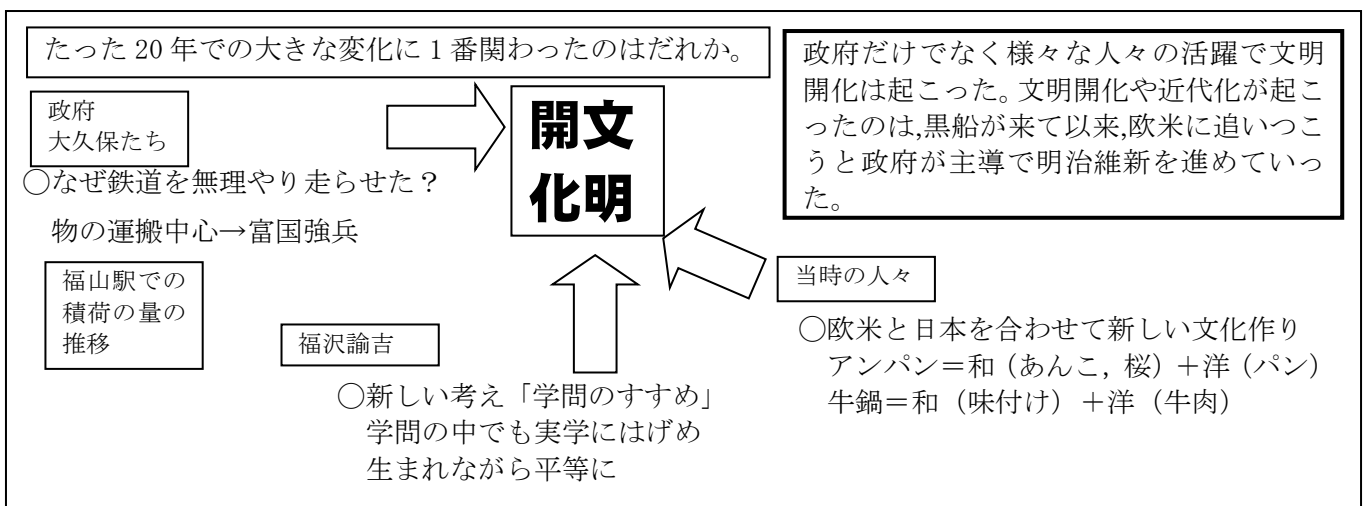 たった20年での大きな変化に1番関わったのはだれか。
政府
大久保たち
○なぜ鉄道を無理やり走らせた？
物の運搬中心→富国強兵
福山駅での
積荷の量の
推移
福沢諭吉
○新しい考え「学問のすすめ」
学問の中でも実学にはげめ
生まれながら平等に
文明
開化
政府だけでなく様々な人々の活躍で文明
開化は起こった。文明開化や近代化が起こ
ったのは,黒船が来て以来,欧米に追いつこ
うと政府が主導で明治維新を進めていっ
た。
当時の人々
○欧米と日本を合わせて新しい文化作り
アンパン＝和（あんこ，桜）＋洋（パン）
牛鍋＝和（味付け）＋洋（牛肉）